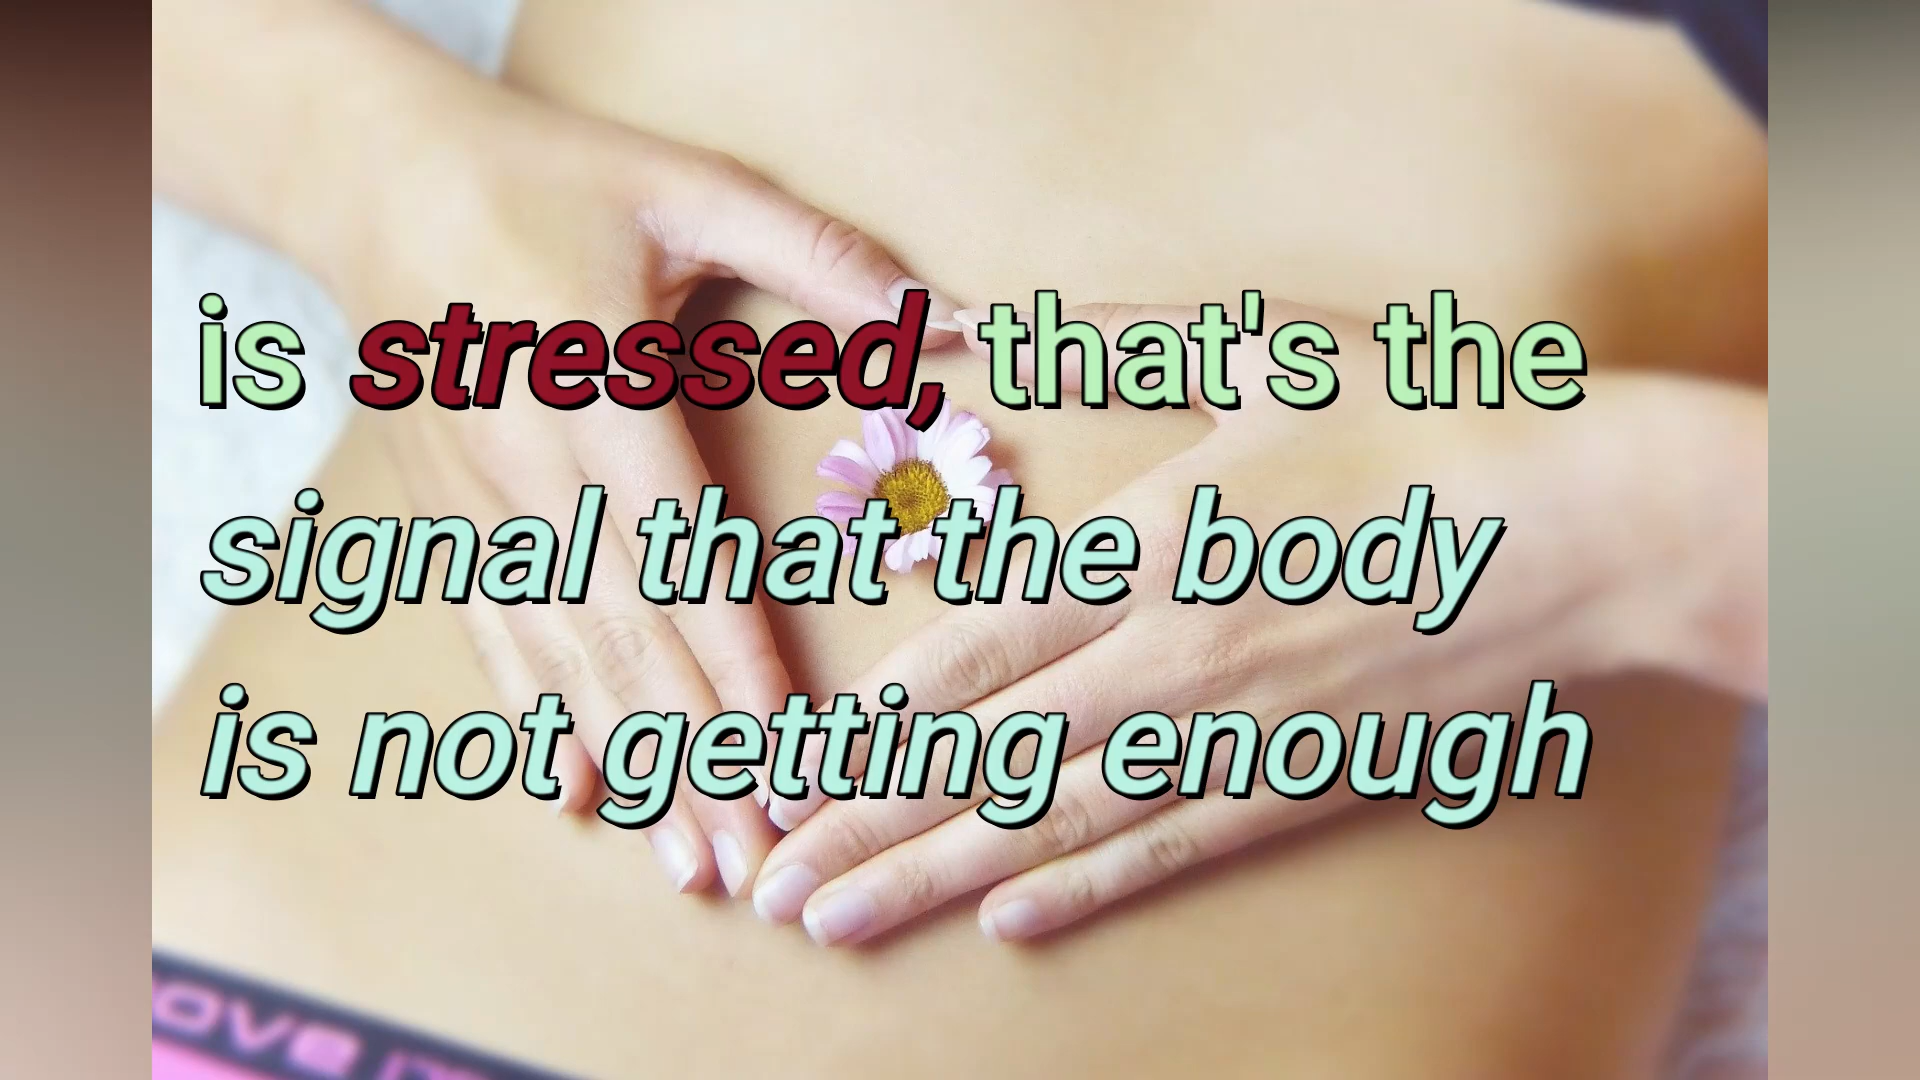 is stressed, that's the
signal that the body
is not getting enough